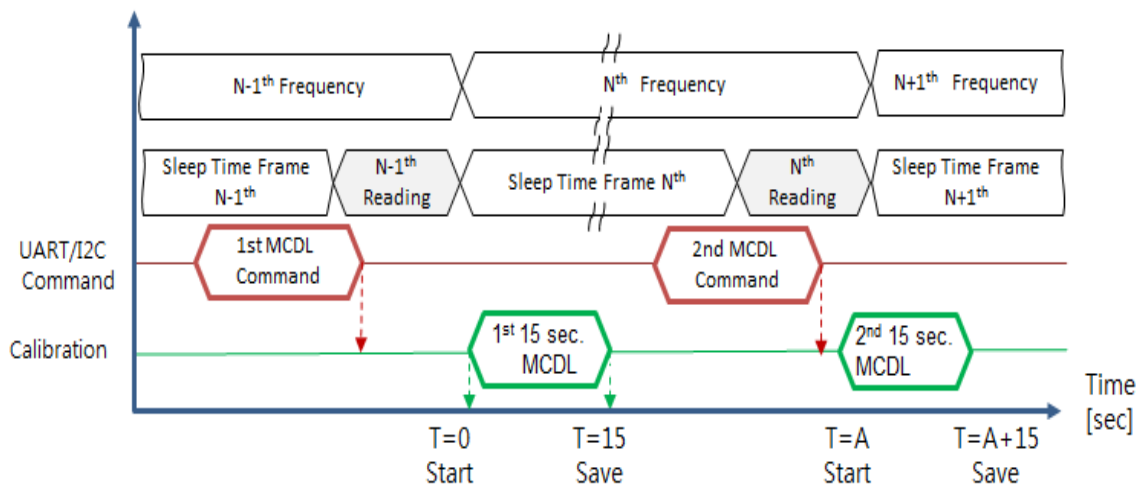 N-1th Frequency
Nth Frequency
N+1th Frequency
Sleep Time Frame
N-1th
N-1th
Reading
Sleep Time Frame Nth
Nth
Reading
Sleep Time Frame
N+1th
UART/I2C
Command
1st MCDL
Command
2nd MCDL
Command
Calibration
1st 15 sec.
MCDL
2nd 15 sec.
MCDL
Time
[sec]
T=0
Start
T=15
Save
T=A
Start
T=A+15
Save